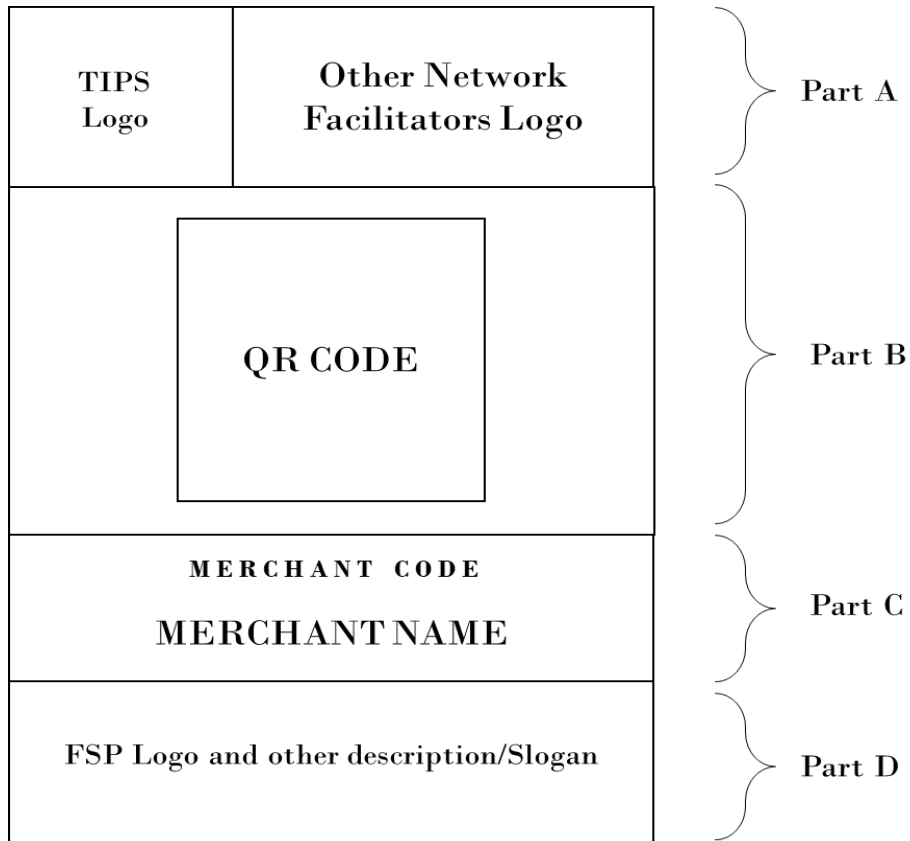 TIPS
Logo
Other Network
Facilitators Logo
Part A
QR CODE
Part B
MERCHANT CODE
MERCHANT NAME
Part C
FSP Logo and other description/Slogan
Part D